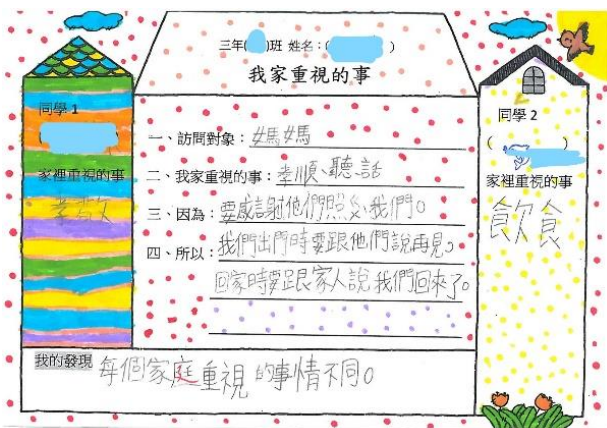 三年( )班 姓名：( )
我家重視的事
同學1
家裡重視的事
一、訪問對象：媽媽
二、我家重視的事：孝順、聽話
三、因為：要感謝他們照父我們。
四、所以：我們出門時要跟他們說再見。
回家時要跟家人說我們回來了。
同學2
( )
家裡重視的事
飲食
我的發現 每個家庭重視的事情不同。